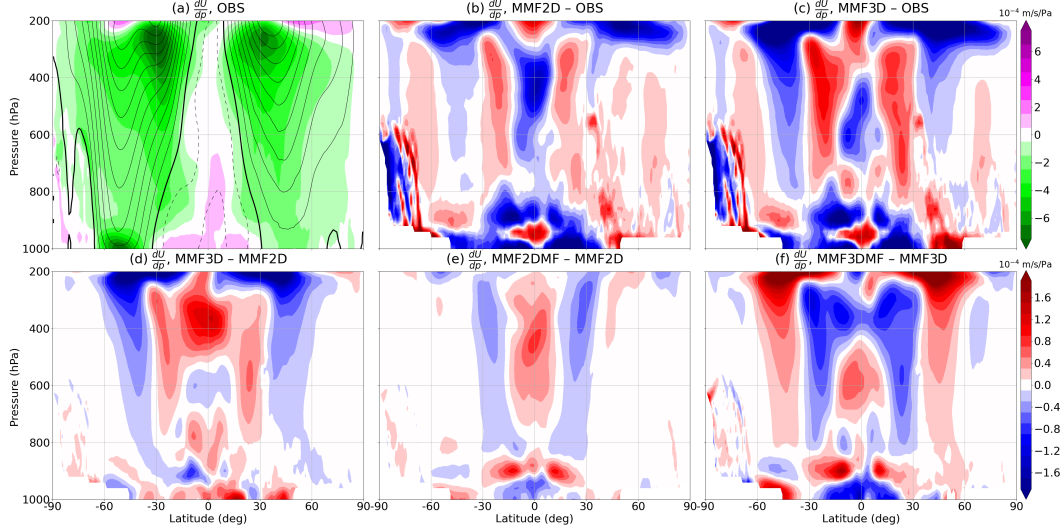 (a) dU/dp, OBS
(b) dU/dp, MMF2D – OBS
(c) dU/dp, MMF3D – OBS
10⁻⁴ m/s/Pa
Pressure (hPa)
200
400
600
800
1000
6
4
2
0
−2
−4
−6
(d) dU/dp, MMF3D – MMF2D
(e) dU/dp, MMF2DMF – MMF2D
(f) dU/dp, MMF3DMF – MMF3D
10⁻⁴ m/s/Pa
Pressure (hPa)
200
400
600
800
1000
1.6
1.2
0.8
0.4
0.0
−0.4
−0.8
−1.2
−1.6
-90 -60 -30 0 30 60 90
-90 -60 -30 0 30 60 90
-90 -60 -30 0 30 60 90
Latitude (deg)
Latitude (deg)
Latitude (deg)